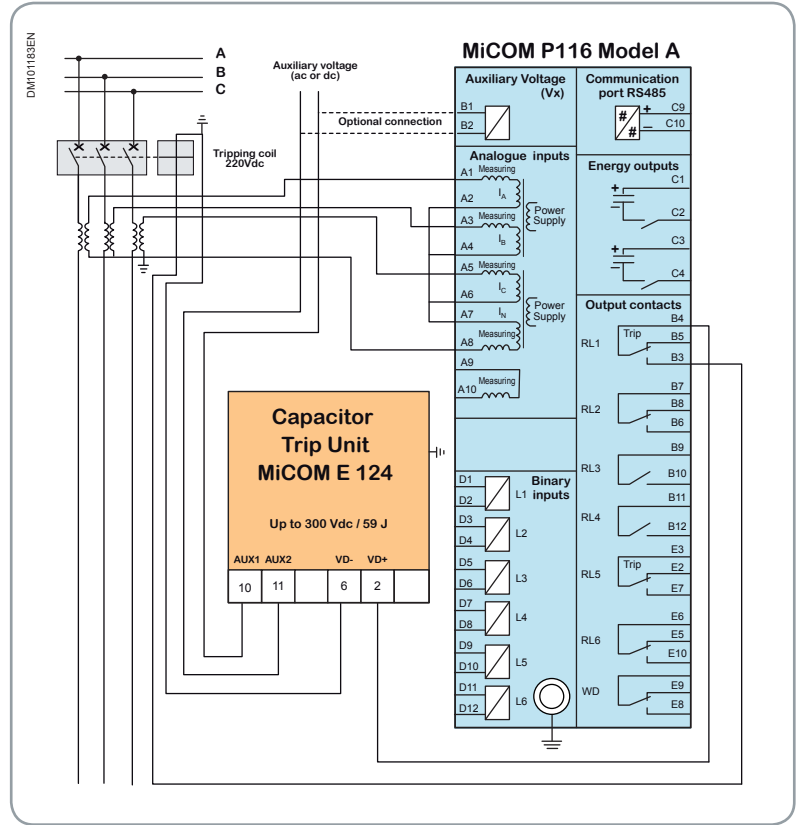 DM101183EN
A
B
C
Auxiliary voltage
(ac or dc)
Optional connection
Tripping coil
220Vdc
MiCOM P116 Model A
Auxiliary Voltage
(Vx)
B1
B2
Communication
port RS485
#
#
+
–
C9
C10
Analogue inputs
A1 Measuring
IA
A2
A3 Measuring
IB
A4
Power
Supply
A5 Measuring
IC
A6
IN
A7
Power
Supply
Measuring
A8
A9
Measuring
A10
Energy outputs
C1
+
–
C2
C3
+
–
C4
Output contacts
B4
RL1 Trip B5
B3
B7
RL2 B8
B6
B9
RL3 B10
B11
RL4 B12
E3
RL5 Trip E2
E7
E6
RL6 E5
E10
WD E9
E8
Binary
inputs
D1
D2 L1
D3
D4 L2
D5
D6 L3
D7
D8 L4
D9
D10 L5
D11
D12 L6
Capacitor
Trip Unit
MiCOM E 124
Up to 300 Vdc / 59 J
AUX1 AUX2 VD- VD+
10 11 6 2